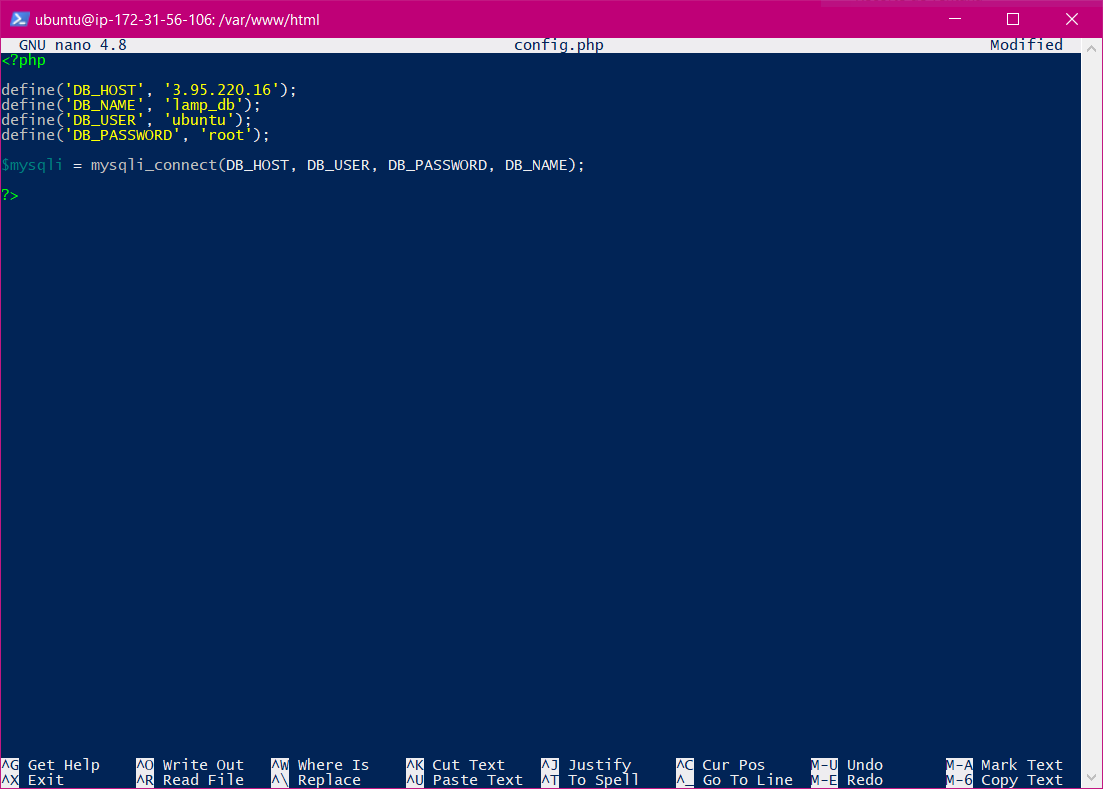 ubuntu@ip-172-31-56-106: /var/www/html
GNU nano 4.8 config.php Modified
<?php
define('DB_HOST', '3.95.220.16');
define('DB_NAME', 'lamp_db');
define('DB_USER', 'ubuntu');
define('DB_PASSWORD', 'root');
$mysqli = mysqli_connect(DB_HOST, DB_USER, DB_PASSWORD, DB_NAME);
?>
^G Get Help ^O Write Out ^W Where Is ^K Cut Text ^J Justify ^C Cur Pos M-U Undo M-A Mark Text
^X Exit ^R Read File ^\ Replace ^U Paste Text ^T To Spell ^_ Go To Line M-E Redo M-6 Copy Text